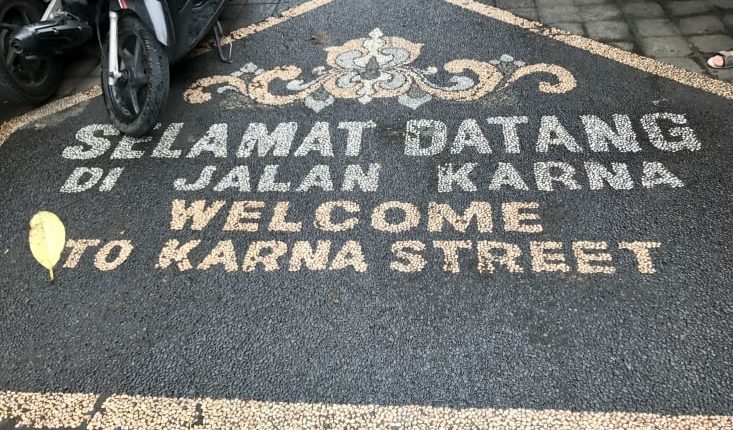 SELAMAT DATANG
DI JALAN KARNA
WELCOME
TO KARNA STREET